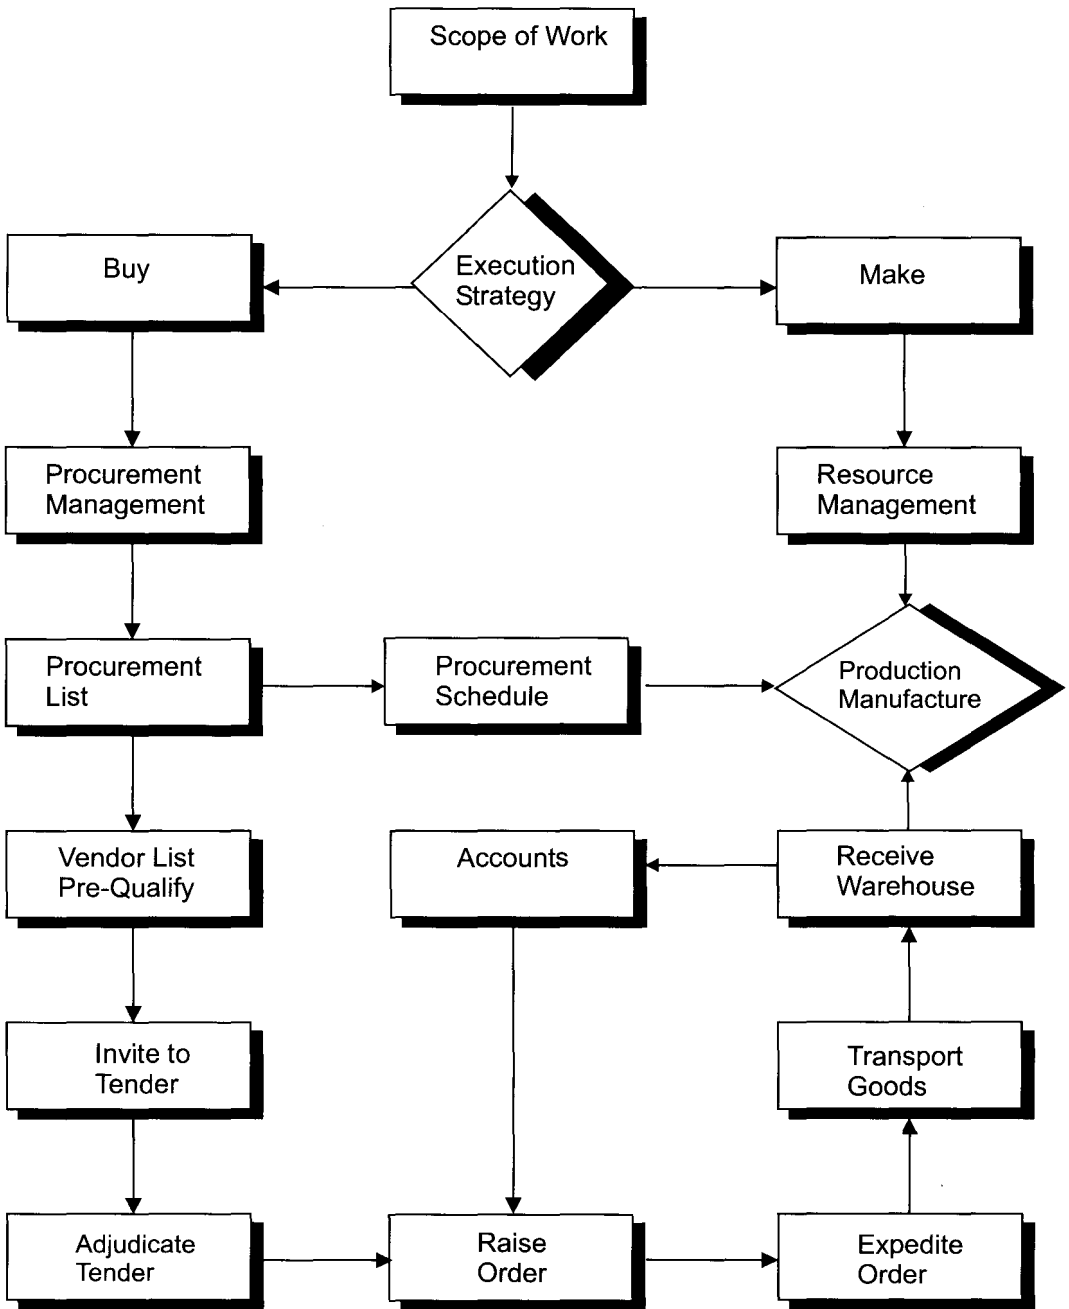 Scope of Work
Execution
Strategy
Buy
Make
Procurement
Management
Resource
Management
Procurement
List
Procurement
Schedule
Production
Manufacture
Vendor List
Pre-Qualify
Accounts
Receive
Warehouse
Invite to
Tender
Transport
Goods
Adjudicate
Tender
Raise
Order
Expedite
Order